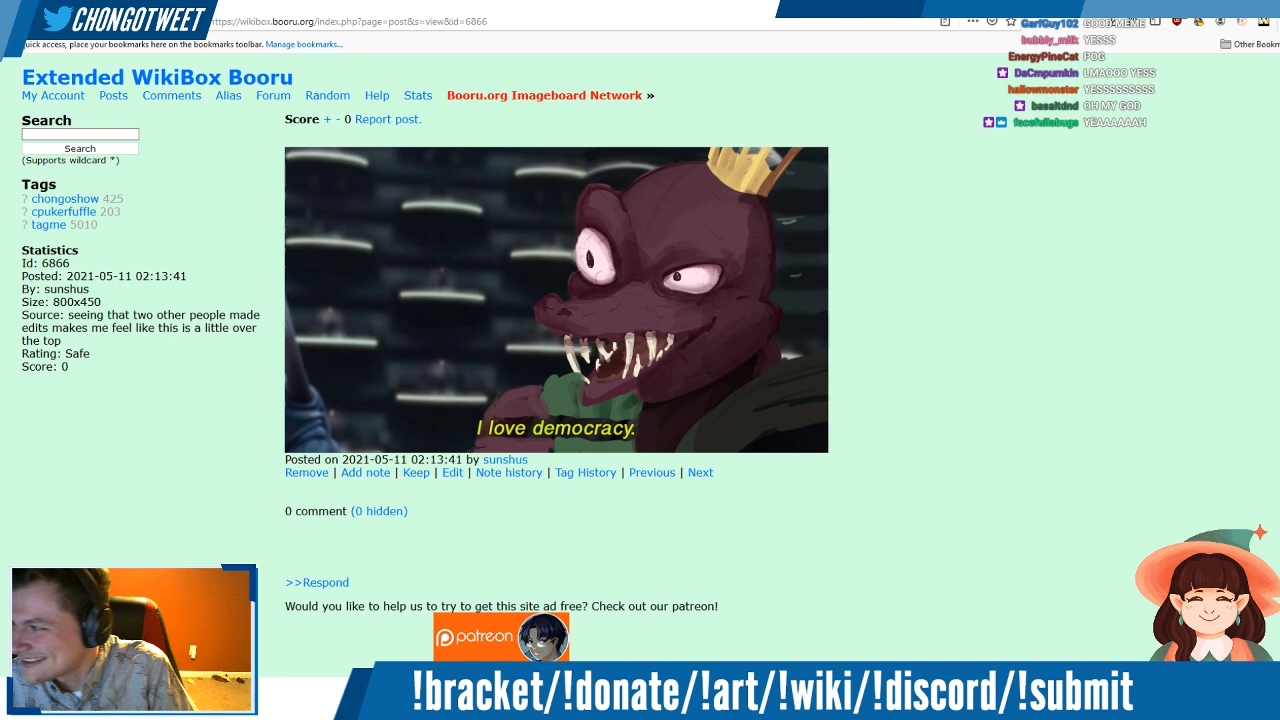 CHONGOTWEET
https://wikibox.booru.org/index.php?page=post&s=view&id=6866
quick access, place your bookmarks here on the bookmarks toolbar. Manage bookmarks...
Other Bookm
GarfGuy102 GOOD MEME
bubbly_milk YESSS
EnergyPineCat POG
DaCmpumkin LMAOOO YESS
hallowmonster YESSSSSSSSS
basaltdnd OH MY GOD
facefullabugs YEAAAAAAH
Extended WikiBox Booru
My Account Posts Comments Alias Forum Random Help Stats Booru.org Imageboard Network »
Search
Search
(Supports wildcard *)
Tags
? chongoshow 425
? cpukerfuffle 203
? tagme 5010
Statistics
Id: 6866
Posted: 2021-05-11 02:13:41
By: sunshus
Size: 800x450
Source: seeing that two other people made
edits makes me feel like this is a little over
the top
Rating: Safe
Score: 0
Score + - 0 Report post.
I love democracy.
Posted on 2021-05-11 02:13:41 by sunshus
Remove | Add note | Keep | Edit | Note history | Tag History | Previous | Next
0 comment (0 hidden)
>>Respond
Would you like to help us to try to get this site ad free? Check out our patreon!
patreon
!bracket/!donate/!art/!wiki/!discord/!submit